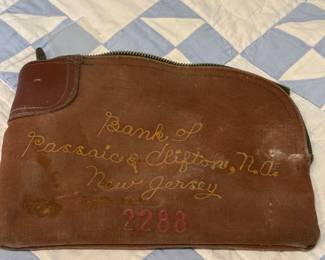 Bank of
Passaic & Clifton, N.A.
New Jersey
2288